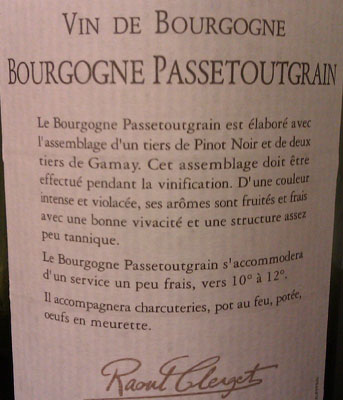 VIN DE BOURGOGNE
BOURGOGNE PASSETOUTGRAIN
Le Bourgogne Passetoutgrain est élaboré avec
l'assemblage d'un tiers de Pinot Noir et de deux
tiers de Gamay. Cet assemblage doit être
effectué pendant la vinification. D'une couleur
intense et violacée, ses arômes sont fruités et frais
avec une bonne vivacité et une structure assez
peu tannique.
Le Bourgogne Passetoutgrain s'accommodera
d'un service un peu frais, vers 10° à 12°.
Il accompagnera charcuteries, pot au feu, potée,
œufs en meurette.
Raoul Clerget